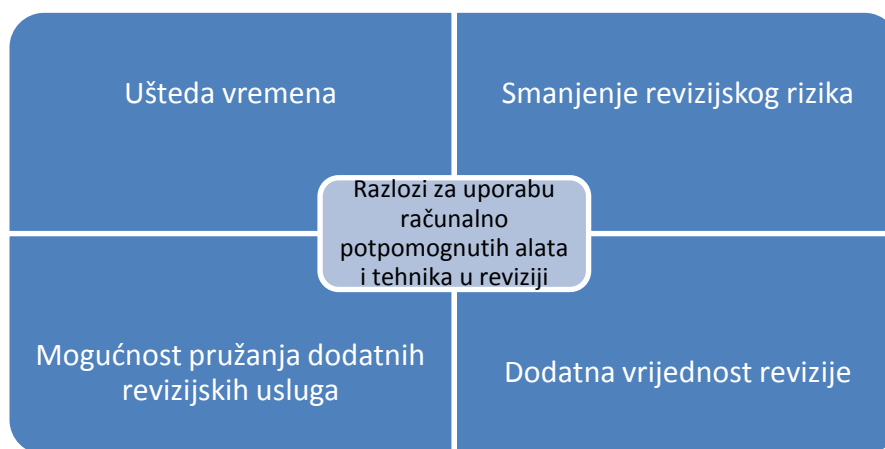 Ušteda vremena
Smanjenje revizijskog rizika
Razlozi za uporabu
računalno
potpomognutih alata
i tehnika u reviziji
Mogućnost pružanja dodatnih
revizijskih usluga
Dodatna vrijednost revizije